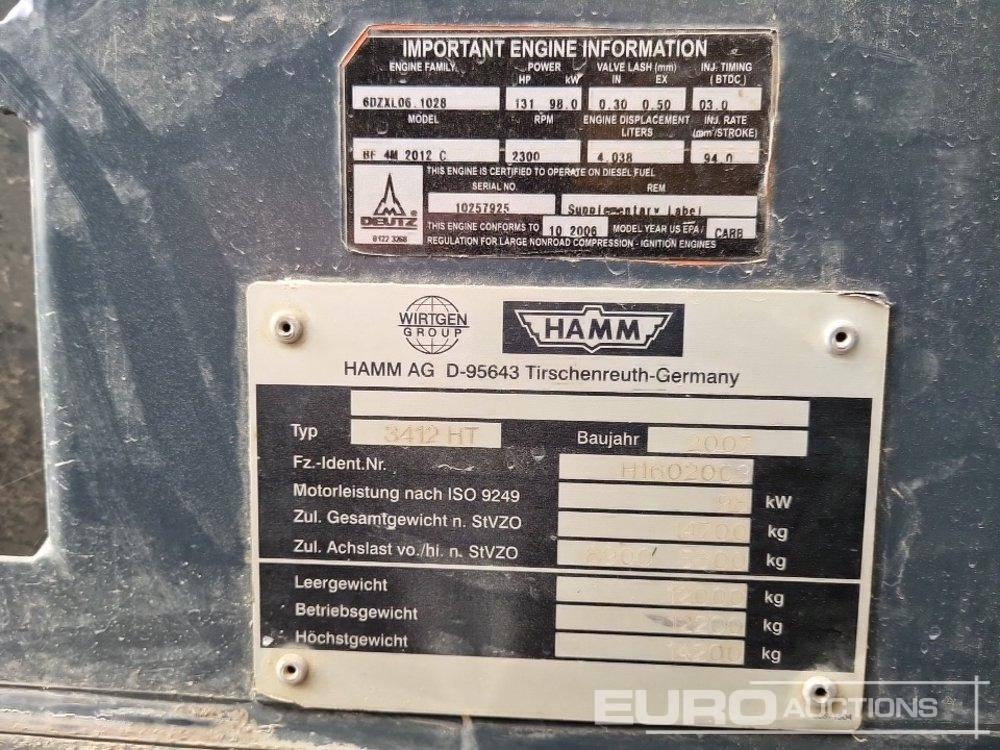 IMPORTANT ENGINE INFORMATION
ENGINE FAMILY POWER VALVE LASH (mm) INJ. TIMING
HP kW IN EX (BTDC)
6DZXL06.1028 131 98.0 0.30 0.50 03.0
MODEL RPM ENGINE DISPLACEMENT INJ. RATE
LITERS (mm³/STROKE)
BF 4M 2012 C 2300 4.038 94.0
THIS ENGINE IS CERTIFIED TO OPERATE ON DIESEL FUEL
SERIAL NO. REM
10257925 Supplementary Label
DEUTZ ®
THIS ENGINE CONFORMS TO 10 2006 MODEL YEAR US EPA / CARB
0122 3268 REGULATION FOR LARGE NONROAD COMPRESSION - IGNITION ENGINES
WIRTGEN
GROUP
HAMM
HAMM AG D-95643 Tirschenreuth-Germany
Typ 3412 HT Baujahr
Fz.-Ident.Nr.
Motorleistung nach ISO 9249 98 kW
Zul. Gesamtgewicht n. StVZO kg
Zul. Achslast vo./hi. n. StVZO kg
Leergewicht 12000 kg
Betriebsgewicht kg
Höchstgewicht kg
EURO AUCTIONS